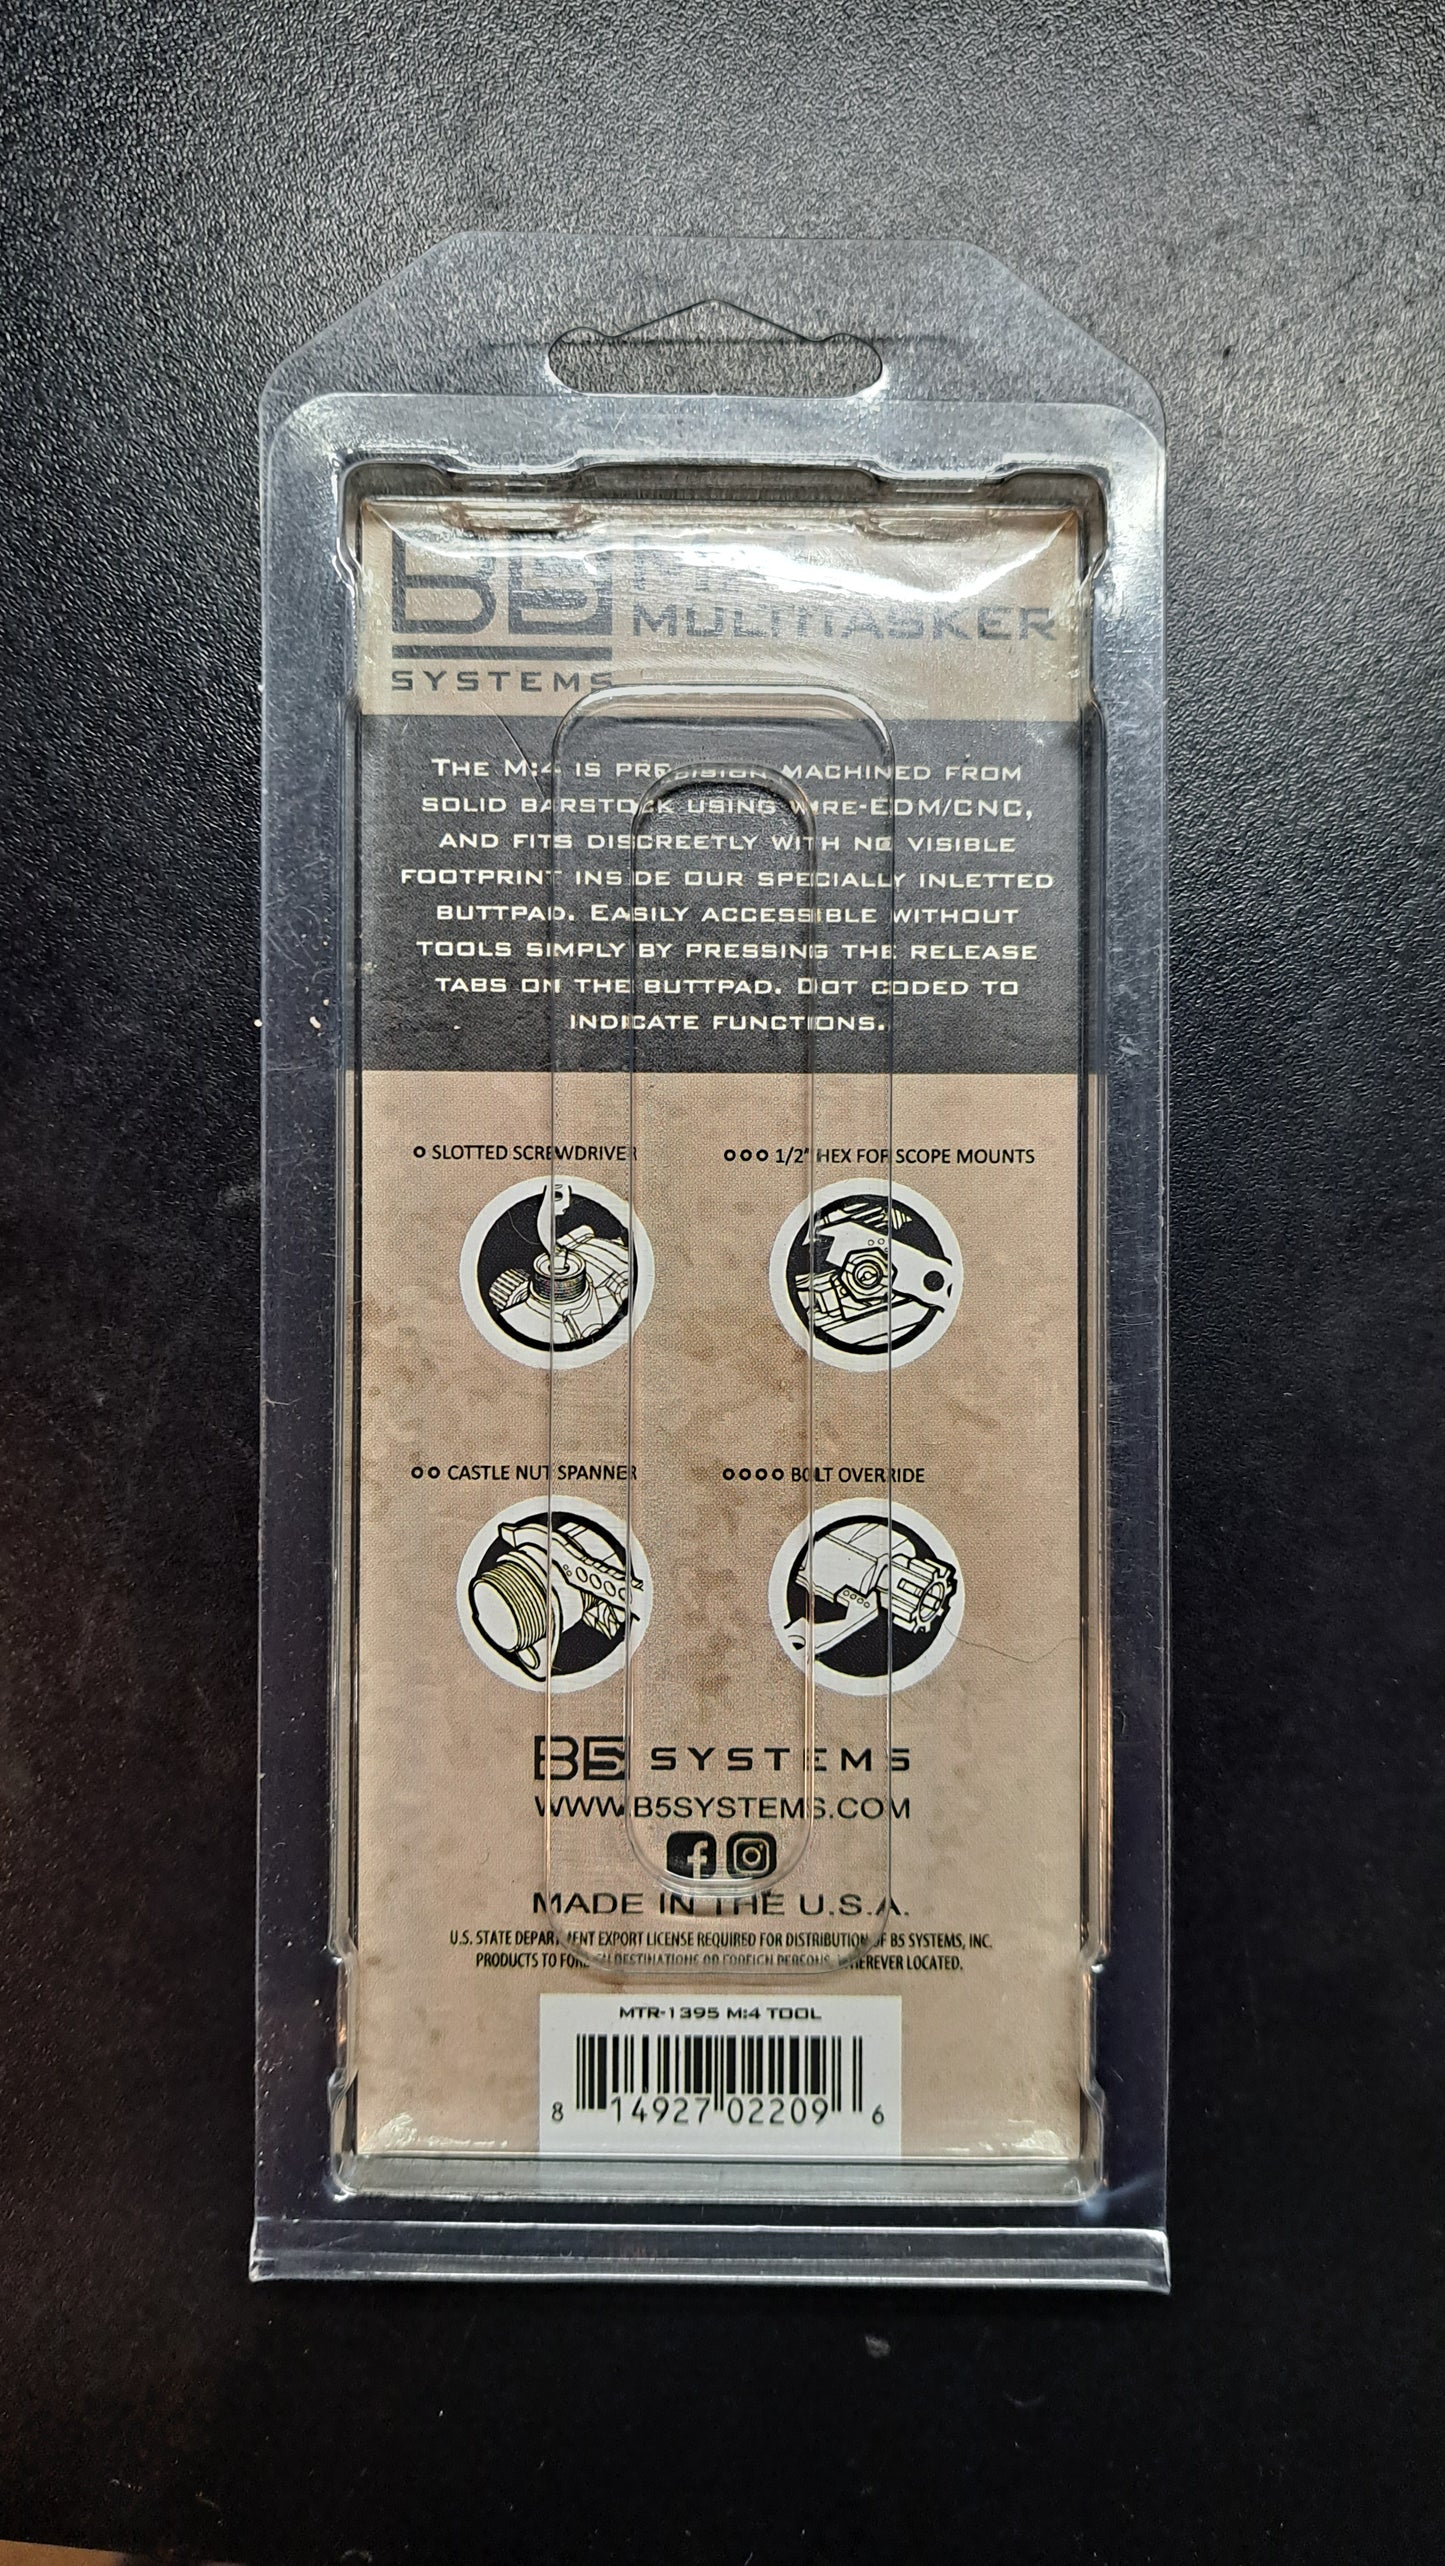 B5
MULTITASKER
SYSTEMS
THE M:4 IS PRECISION MACHINED FROM
SOLID BARSTOCK USING WIRE-EDM/CNC,
AND FITS DISCREETLY WITH NO VISIBLE
FOOTPRINT INSIDE OUR SPECIALLY INLETTED
BUTTPAD. EASILY ACCESSIBLE WITHOUT
TOOLS SIMPLY BY PRESSING THE RELEASE
TABS ON THE BUTTPAD. DOT CODED TO
INDICATE FUNCTIONS.
SLOTTED SCREWDRIVER
1/2" HEX FOR SCOPE MOUNTS
CASTLE NUT SPANNER
BOLT OVERRIDE
B5 SYSTEMS
WWW.B5SYSTEMS.COM
MADE IN THE U.S.A.
U.S. STATE DEPARTMENT EXPORT LICENSE REQUIRED FOR DISTRIBUTION OF B5 SYSTEMS, INC.
PRODUCTS TO FOREIGN DESTINATIONS OR FOREIGN PERSONS, WHEREVER LOCATED.
MTR-1395 M:4 TOOL
8 14927 02209 6